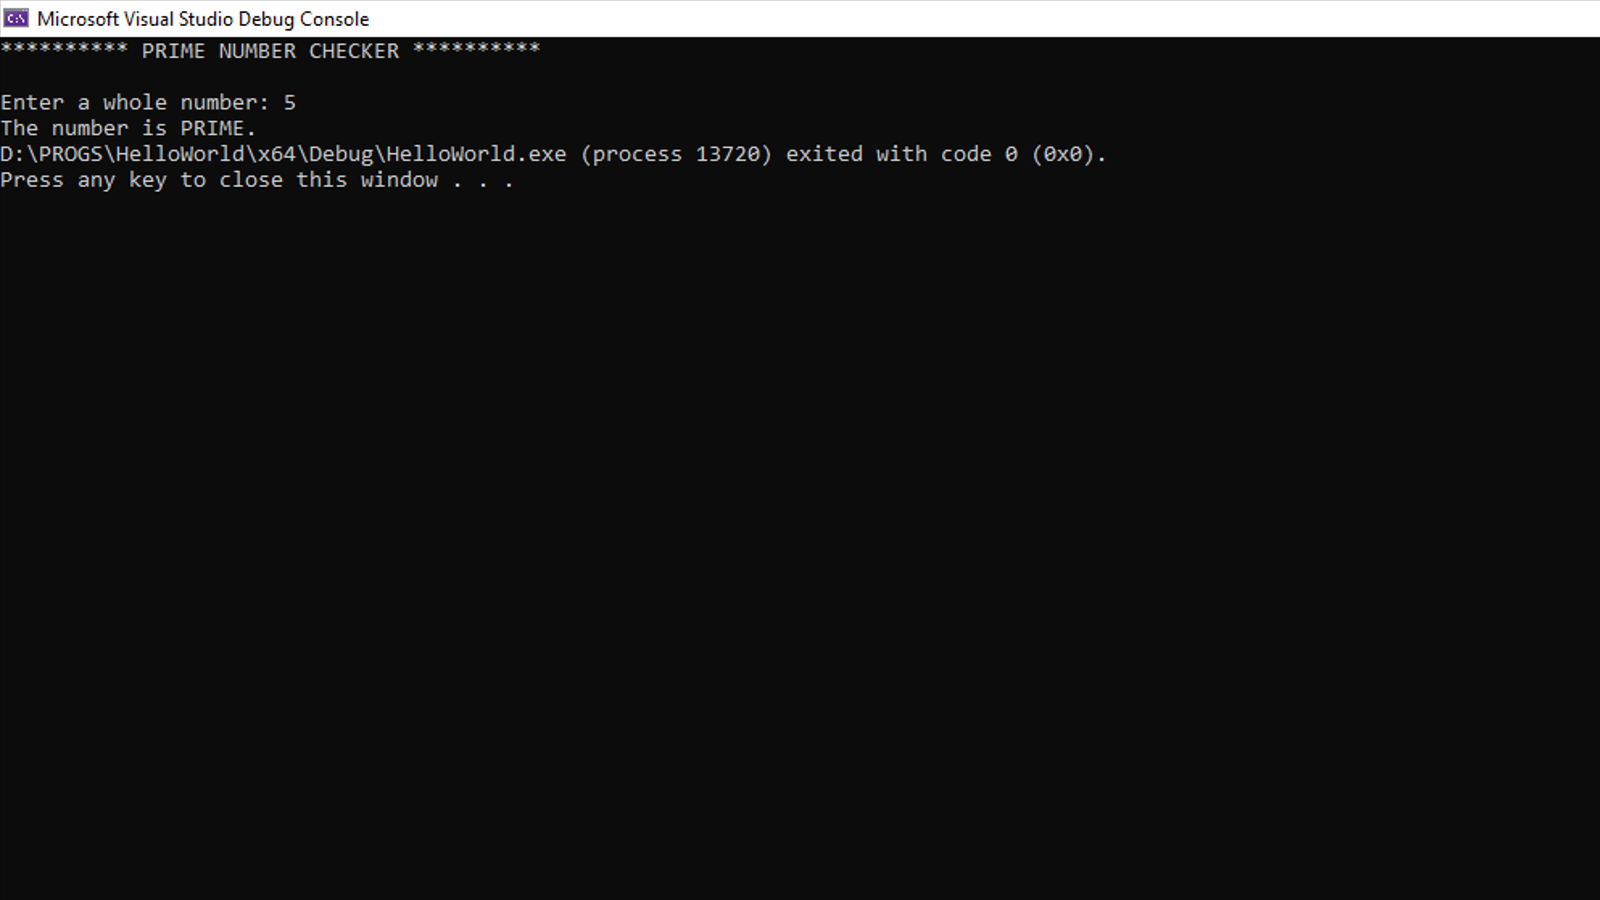 Microsoft Visual Studio Debug Console
********** PRIME NUMBER CHECKER **********
Enter a whole number: 5
The number is PRIME.
D:\PROGS\HelloWorld\x64\Debug\HelloWorld.exe (process 13720) exited with code 0 (0x0).
Press any key to close this window . . .